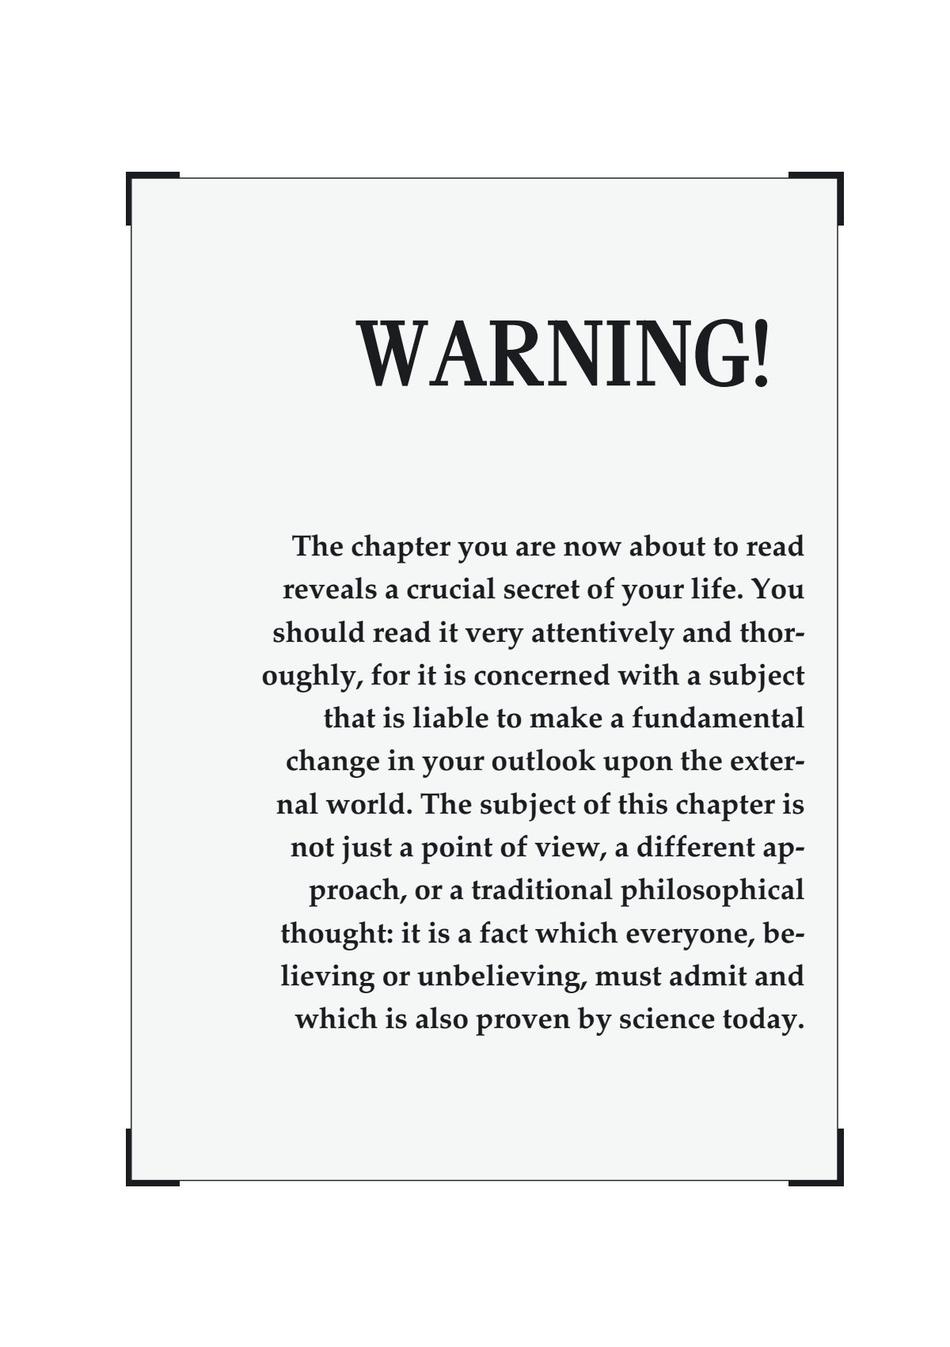 WARNING!
The chapter you are now about to read
reveals a crucial secret of your life. You
should read it very attentively and thor-
oughly, for it is concerned with a subject
that is liable to make a fundamental
change in your outlook upon the exter-
nal world. The subject of this chapter is
not just a point of view, a different ap-
proach, or a traditional philosophical
thought: it is a fact which everyone, be-
lieving or unbelieving, must admit and
which is also proven by science today.